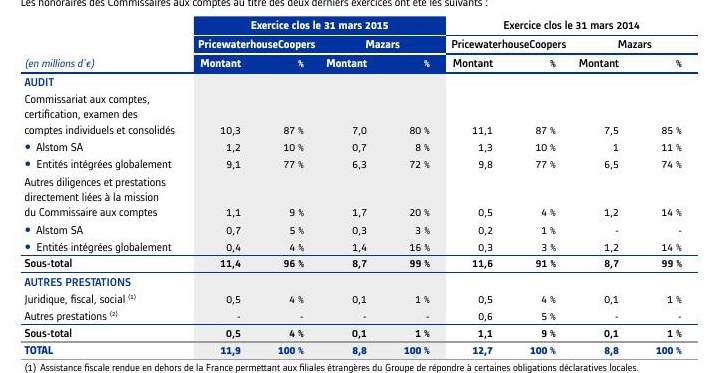 Les honoraires des Commissaires aux comptes au titre des deux derniers exercices ont été les suivants :
Exercice clos le 31 mars 2015 Exercice clos le 31 mars 2014
PricewaterhouseCoopers Mazars PricewaterhouseCoopers Mazars
(en millions d'€) Montant % Montant % Montant % Montant %
AUDIT
Commissariat aux comptes,
certification, examen des
comptes individuels et consolidés 10,3 87 % 7,0 80 % 11,1 87 % 7,5 85 %
• Alstom SA 1,2 10 % 0,7 8 % 1,3 10 % 1 11 %
• Entités intégrées globalement 9,1 77 % 6,3 72 % 9,8 77 % 6,5 74 %
Autres diligences et prestations
directement liées à la mission
du Commissaire aux comptes 1,1 9 % 1,7 20 % 0,5 4 % 1,2 14 %
• Alstom SA 0,7 5 % 0,3 3 % 0,2 1 % - -
• Entités intégrées globalement 0,4 4 % 1,4 16 % 0,3 3 % 1,2 14 %
Sous-total 11,4 96 % 8,7 99 % 11,6 91 % 8,7 99 %
AUTRES PRESTATIONS
Juridique, fiscal, social (1) 0,5 4 % 0,1 1 % 0,5 4 % 0,1 1 %
Autres prestations (2) - - - - 0,6 5 % - -
Sous-total 0,5 4 % 0,1 1 % 1,1 9 % 0,1 1 %
TOTAL 11,9 100 % 8,8 100 % 12,7 100 % 8,8 100 %
(1) Assistance fiscale rendue en dehors de la France permettant aux filiales étrangères du Groupe de répondre à certaines obligations déclaratives locales.